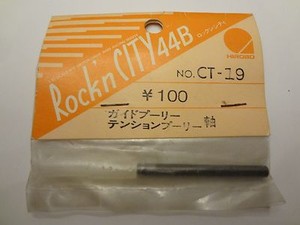 Rock'n CITY 44B
ロックンシティ
HIROBO
NO. CT-19
¥100
ガイドプーリー
テンションプーリー軸